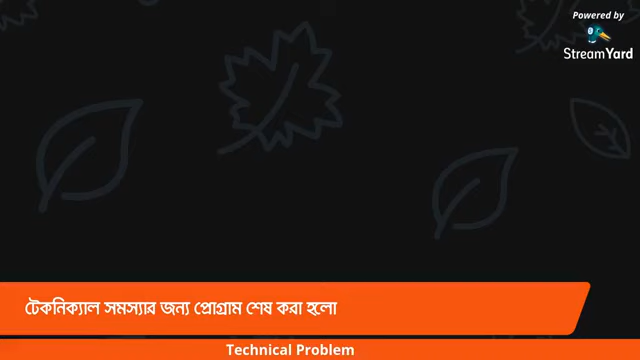 Powered by
StreamYard
টেকনিক্যাল সমস্যার জন্য প্রোগ্রাম শেষ করা হলো
Technical Problem